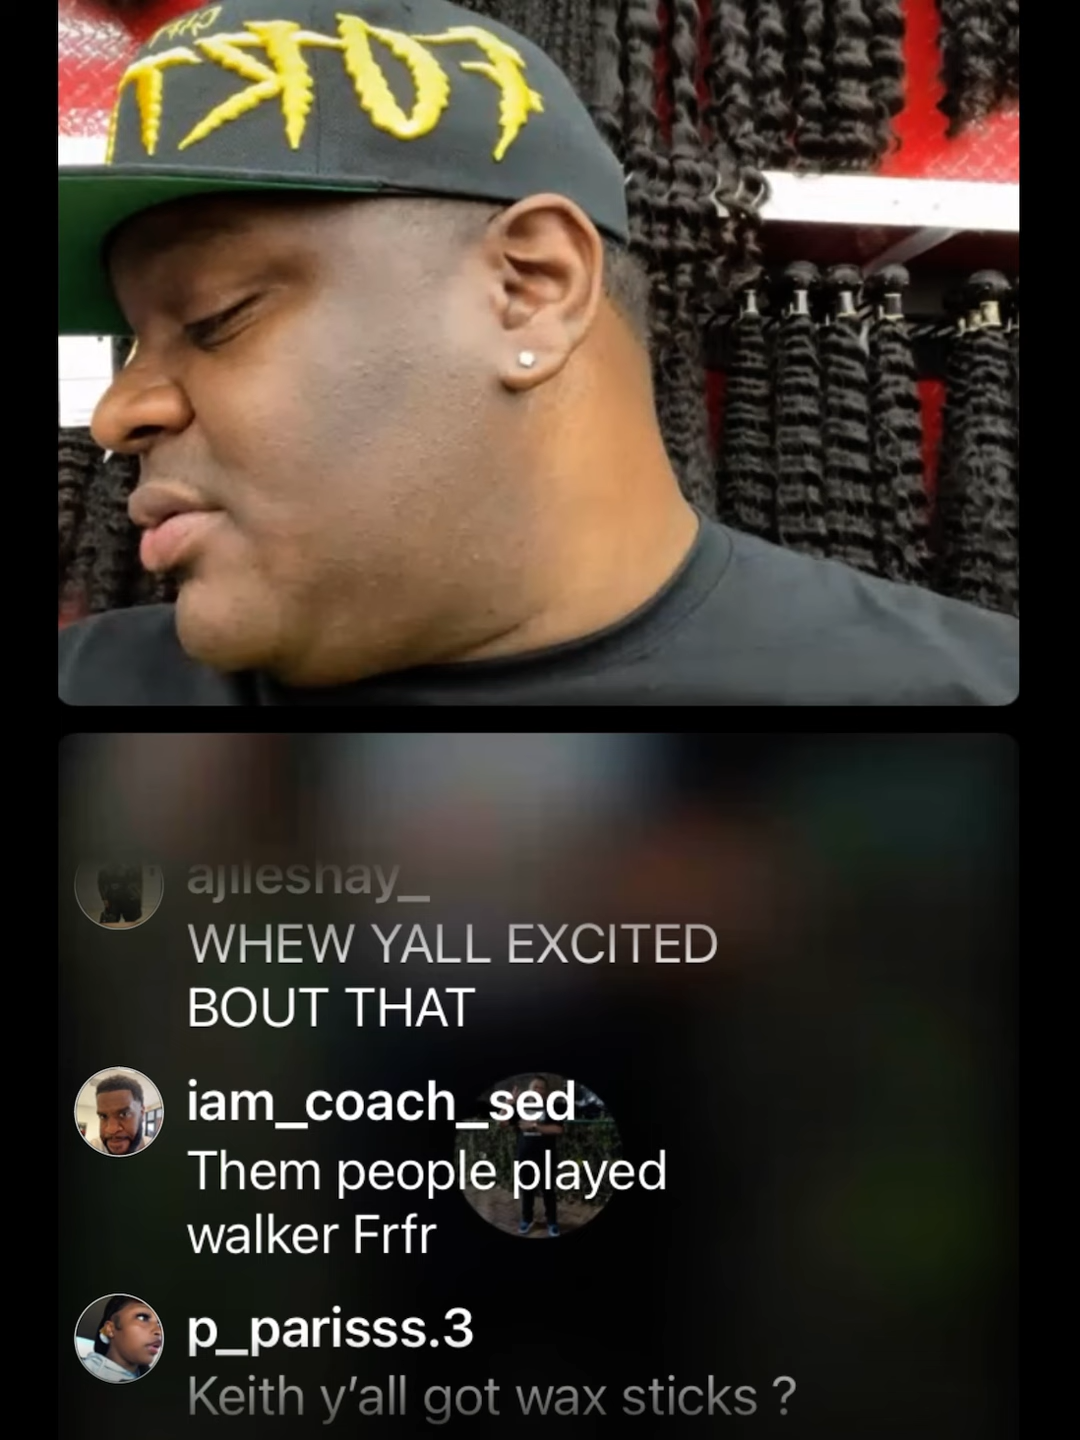 FORT
ajileshay_
WHEW YALL EXCITED
BOUT THAT
iam_coach_sed
Them people played
walker Frfr
p_parisss.3
Keith y’all got wax sticks ?